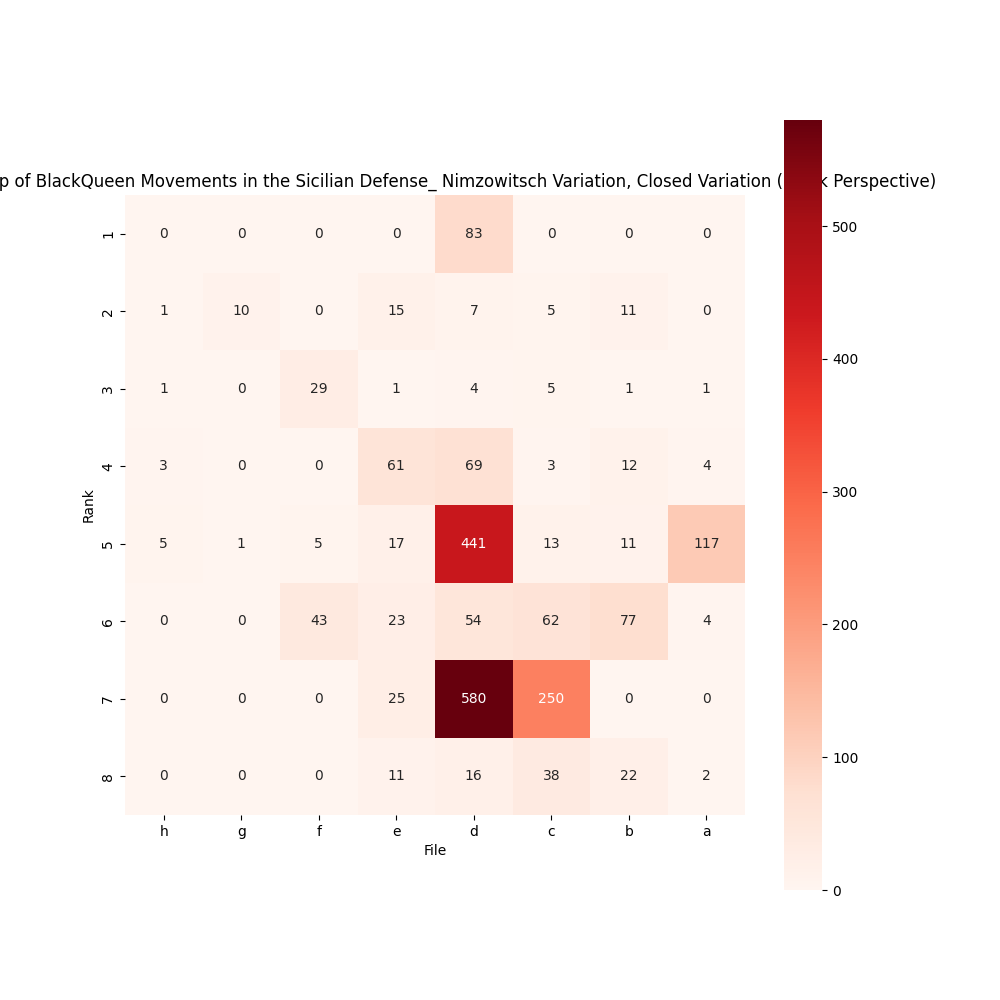 p of BlackQueen Movements in the Sicilian Defense_ Nimzowitsch Variation, Closed Variation ( k Perspective)
1 0 0 0 0 83 0 0 0
2 1 10 0 15 7 5 11 0
3 1 0 29 1 4 5 1 1
4 3 0 0 61 69 3 12 4
5 5 1 5 17 441 13 11 117
6 0 0 43 23 54 62 77 4
7 0 0 0 25 580 250 0 0
8 0 0 0 11 16 38 22 2
h g f e d c b a
Rank
File
500
400
300
200
100
0